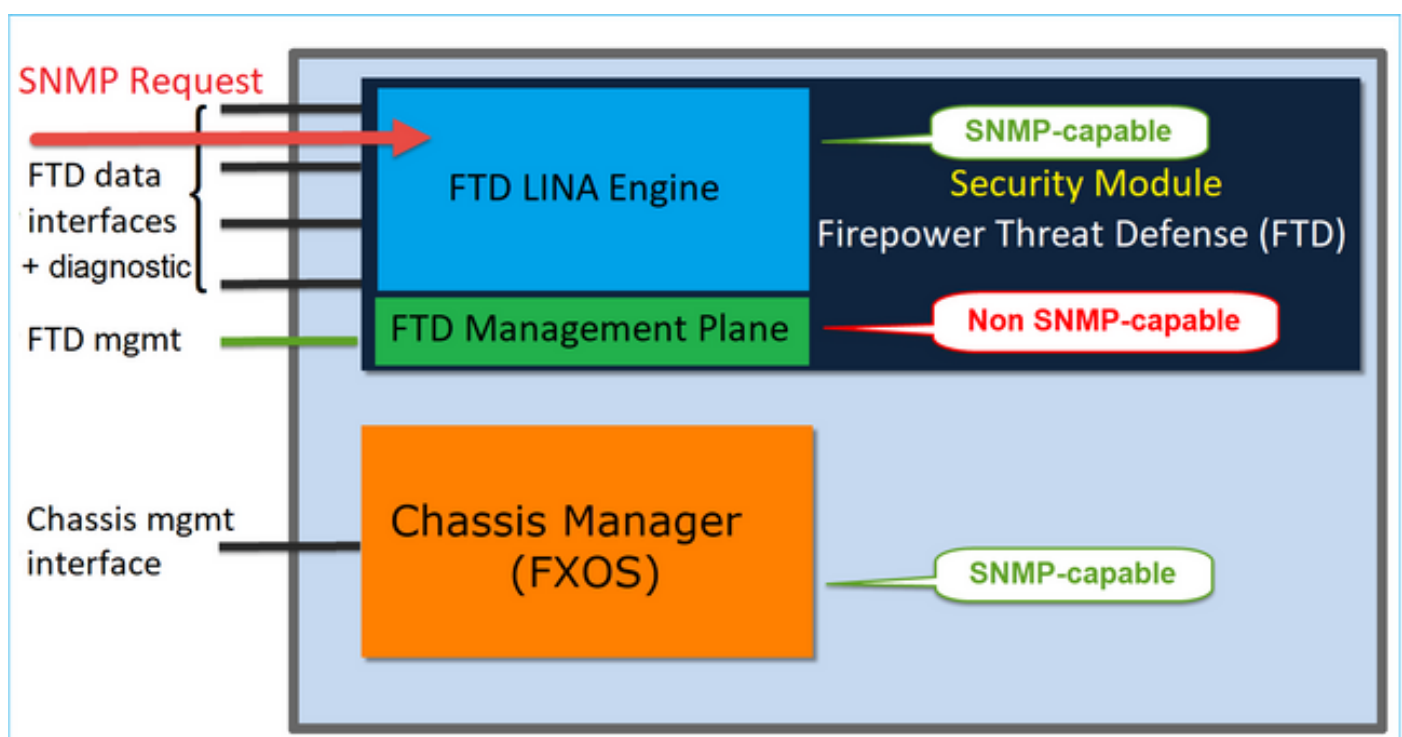 SNMP Request
FTD data
interfaces
+ diagnostic
FTD mgmt
Chassis mgmt
interface
FTD LINA Engine
FTD Management Plane
SNMP-capable
Security Module
Firepower Threat Defense (FTD)
Non SNMP-capable
Chassis Manager
(FXOS)
SNMP-capable